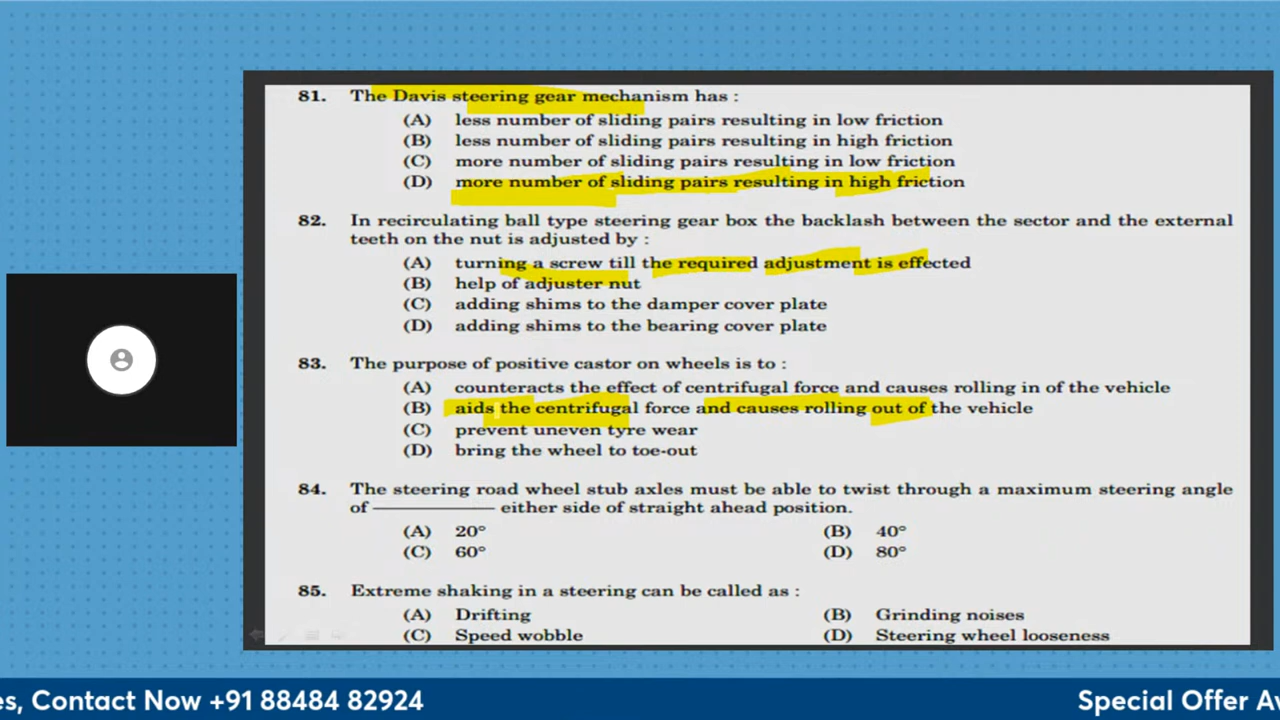 81. The Davis steering gear mechanism has :
(A) less number of sliding pairs resulting in low friction
(B) less number of sliding pairs resulting in high friction
(C) more number of sliding pairs resulting in low friction
(D) more number of sliding pairs resulting in high friction
82. In recirculating ball type steering gear box the backlash between the sector and the external
teeth on the nut is adjusted by :
(A) turning a screw till the required adjustment is effected
(B) help of adjuster nut
(C) adding shims to the damper cover plate
(D) adding shims to the bearing cover plate
83. The purpose of positive castor on wheels is to :
(A) counteracts the effect of centrifugal force and causes rolling in of the vehicle
(B) aids the centrifugal force and causes rolling out of the vehicle
(C) prevent uneven tyre wear
(D) bring the wheel to toe-out
84. The steering road wheel stub axles must be able to twist through a maximum steering angle
of ———— either side of straight ahead position.
(A) 20° (B) 40°
(C) 60° (D) 80°
85. Extreme shaking in a steering can be called as :
(A) Drifting (B) Grinding noises
(C) Speed wobble (D) Steering wheel looseness
es, Contact Now +91 88484 82924 Special Offer Av